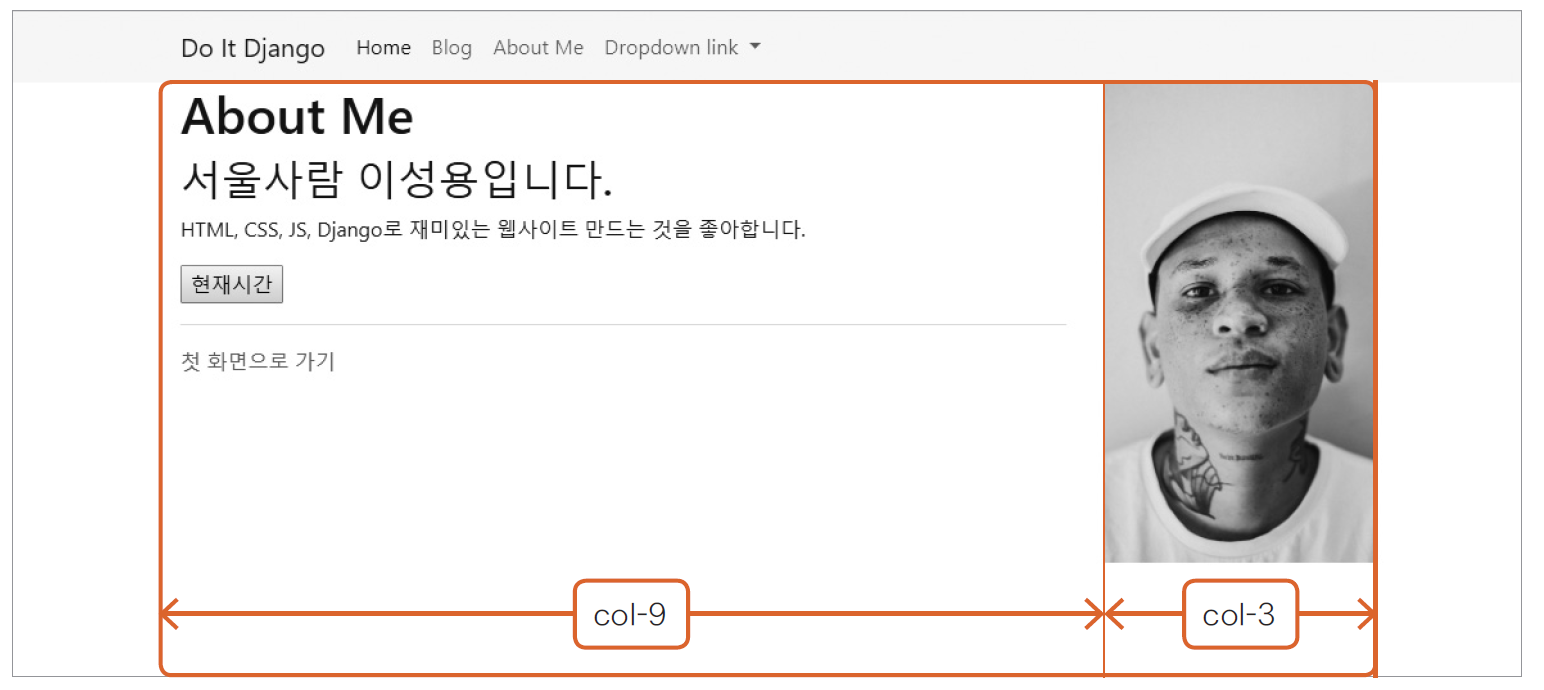 Do It Django Home Blog About Me Dropdown link
About Me
서울사람 이성용입니다.
HTML, CSS, JS, Django로 재미있는 웹사이트 만드는 것을 좋아합니다.
현재시간
첫 화면으로 가기
col-9
col-3